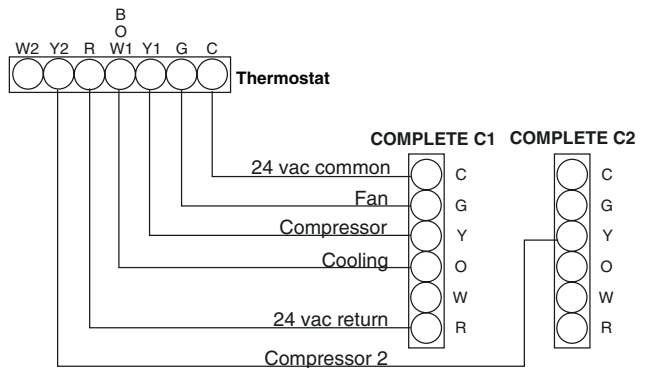 B
O
W2 Y2 R W1 Y1 G C
Thermostat
COMPLETE C1 COMPLETE C2
24 vac common C C
Fan G G
Compressor Y Y
Cooling O O
W W
24 vac return R R
Compressor 2